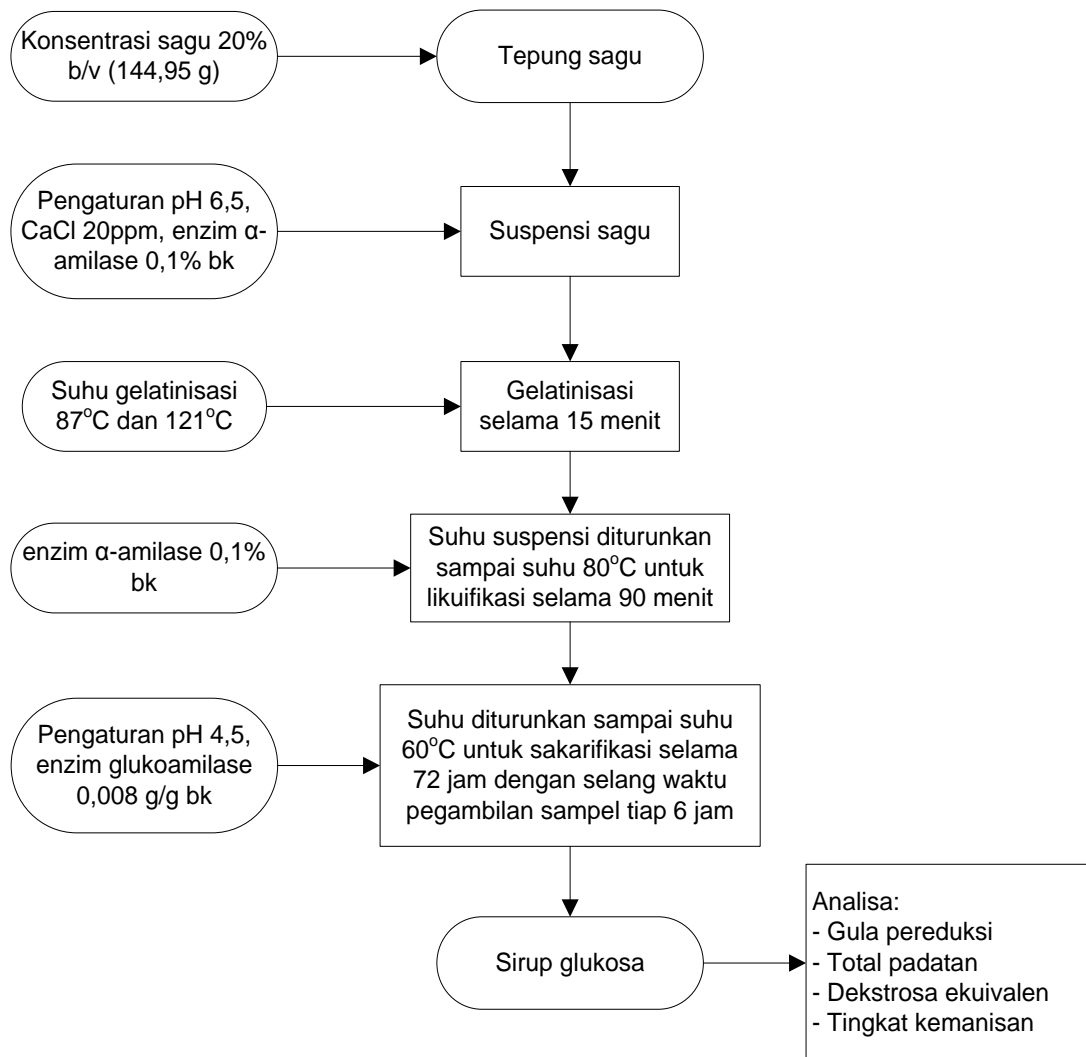 Konsentrasi sagu 20%
b/v (144,95 g)
Tepung sagu
Pengaturan pH 6,5,
CaCl 20ppm, enzim α-
amilase 0,1% bk
Suspensi sagu
Suhu gelatinisasi
87°C dan 121°C
Gelatinisasi
selama 15 menit
enzim α-amilase 0,1%
bk
Suhu suspensi diturunkan
sampai suhu 80°C untuk
likuifikasi selama 90 menit
Pengaturan pH 4,5,
enzim glukoamilase
0,008 g/g bk
Suhu diturunkan sampai suhu
60°C untuk sakarifikasi selama
72 jam dengan selang waktu
pegambilan sampel tiap 6 jam
Sirup glukosa
Analisa:
- Gula pereduksi
- Total padatan
- Dekstrosa ekuivalen
- Tingkat kemanisan